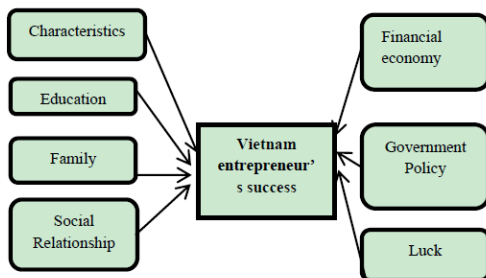 Characteristics
Education
Family
Social
Relationship
Vietnam
entrepreneur’
s success
Financial
economy
Government
Policy
Luck